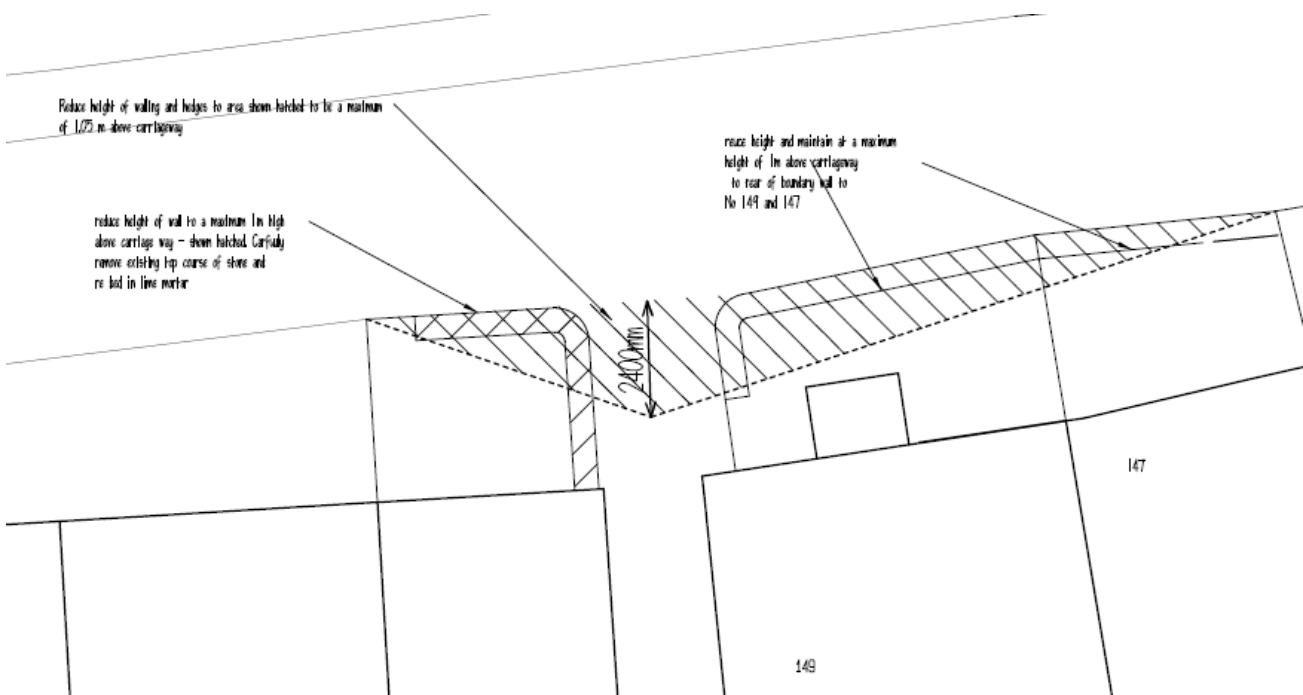 Reduce height of walling and hedges to area shown hatched to be a maximum
of 1.05 m above carriageway
reuce height and maintain at a maximum
height of 1m above carriageway
to rear of boundary wall to
No 149 and 147
reduce height of wall to a maximum 1m high
above carriage way - shown hatched. Carfully
remove existing top course of stone and
re bed in lime mortar
2400mm
147
149